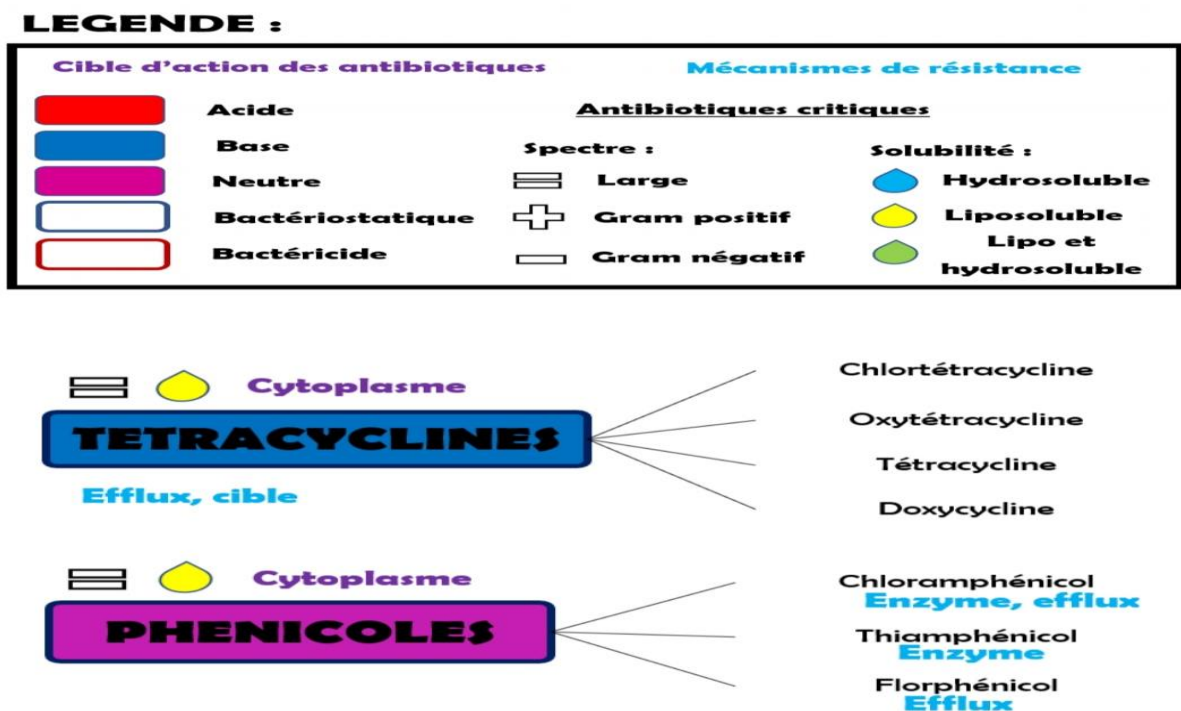 LEGENDE :
Cible d'action des antibiotiques
Mécanismes de résistance
Acide
Antibiotiques critiques
Base
Spectre :
Solubilité :
Neutre
Large
Hydrosoluble
Bactériostatique
Gram positif
Liposoluble
Bactéricide
Gram négatif
Lipo et
hydrosoluble
Cytoplasme
TETRACYCLINES
Efflux, cible
Chlortétracycline
Oxytétracycline
Tétracycline
Doxycycline
Cytoplasme
PHENICOLES
Chloramphénicol
Enzyme, efflux
Thiamphénicol
Enzyme
Florphénicol
Efflux